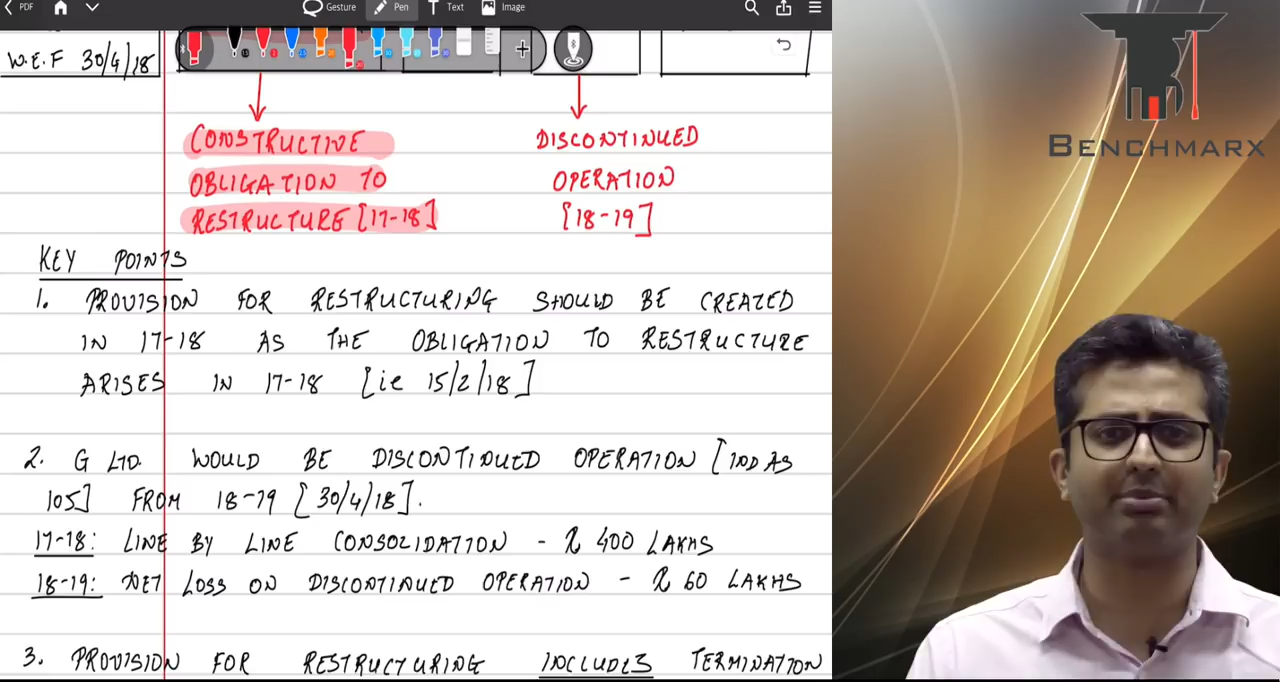 PDF
Gesture
Pen
Text
Image
W.E.F 30/4/18
CONSTRUCTIVE
OBLIGATION TO
RESTRUCTURE [17-18]
DISCONTINUED
OPERATION
[18-19]
KEY POINTS
1. PROVISION FOR RESTRUCTURING SHOULD BE CREATED
IN 17-18 AS THE OBLIGATION TO RESTRUCTURE
ARISES IN 17-18 [ie 15/2/18]
2. G LTD. WOULD BE DISCONTINUED OPERATION [IND AS
105] FROM 18-19 [30/4/18].
17-18: LINE BY LINE CONSOLIDATION - ₹ 400 LAKHS
18-19: NET LOSS ON DISCONTINUED OPERATION - ₹ 60 LAKHS
3. PROVISION FOR RESTRUCTURING INCLUDES TERMINATION
BENCHMARX